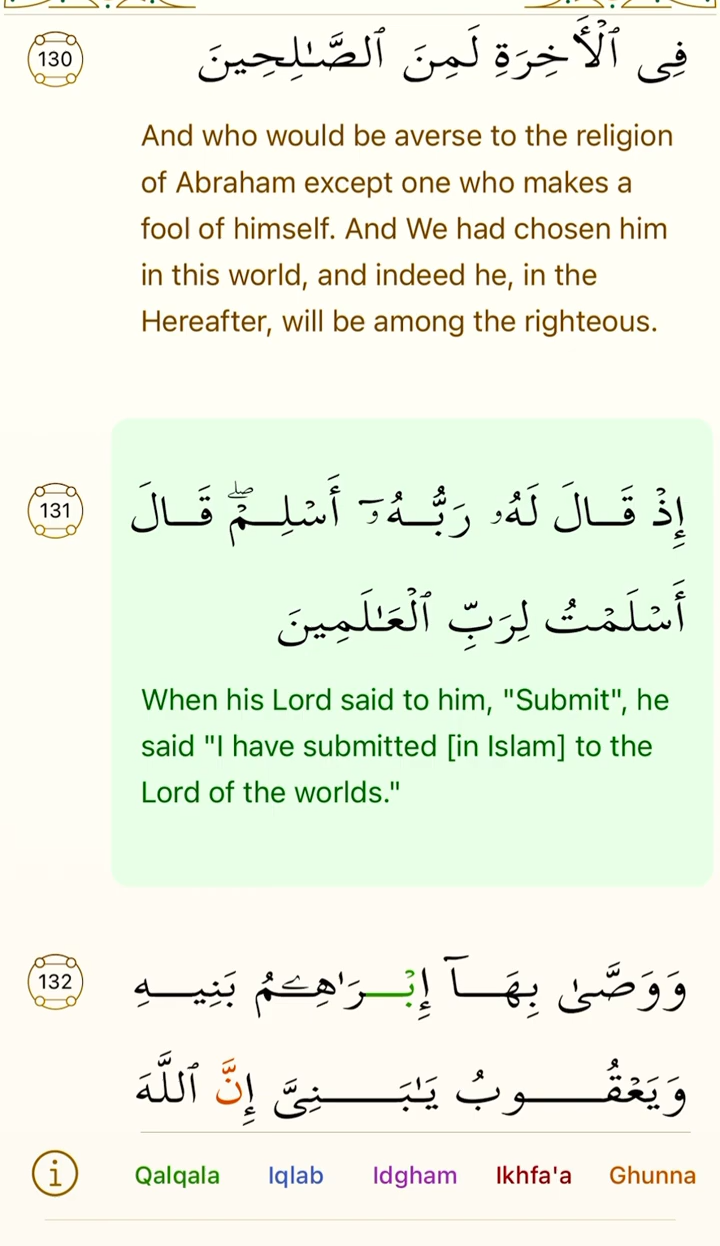 130
فِى ٱلْـَٔاخِرَةِ لَمِنَ ٱلصَّـٰلِحِينَ
And who would be averse to the religion
of Abraham except one who makes a
fool of himself. And We had chosen him
in this world, and indeed he, in the
Hereafter, will be among the righteous.
131
إِذْ قَالَ لَهُۥ رَبُّهُۥٓ أَسْلِمْ ۖ قَالَ
أَسْلَمْتُ لِرَبِّ ٱلْعَـٰلَمِينَ
When his Lord said to him, "Submit", he
said "I have submitted [in Islam] to the
Lord of the worlds."
132
وَوَصَّىٰ بِهَآ إِبْرَٰهِـۧمُ بَنِيهِ
وَيَعْقُوبُ يَـٰبَنِىَّ إِنَّ ٱللَّهَ
i Qalqala Iqlab Idgham Ikhfa'a Ghunna